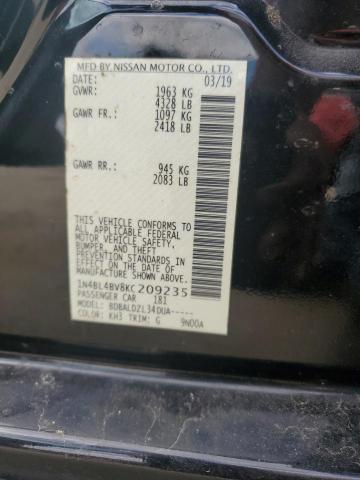 MFD BY NISSAN MOTOR CO., LTD.
DATE: 03/19
GVWR: 1963 KG
4328 LB
GAWR FR.: 1097 KG
2418 LB
GAWR RR.: 945 KG
2083 LB
THIS VEHICLE CONFORMS TO
ALL APPLICABLE FEDERAL
MOTOR VEHICLE SAFETY,
BUMPER, AND THEFT
PREVENTION STANDARDS IN
EFFECT ON THE DATE OF
MANUFACTURE SHOWN ABOVE.
1N4BL4BV8KC209235
PASSENGER CAR 181
MODEL: BDBALDZL34DUA-----
COLOR: KH3 TRIM: G 9N00A